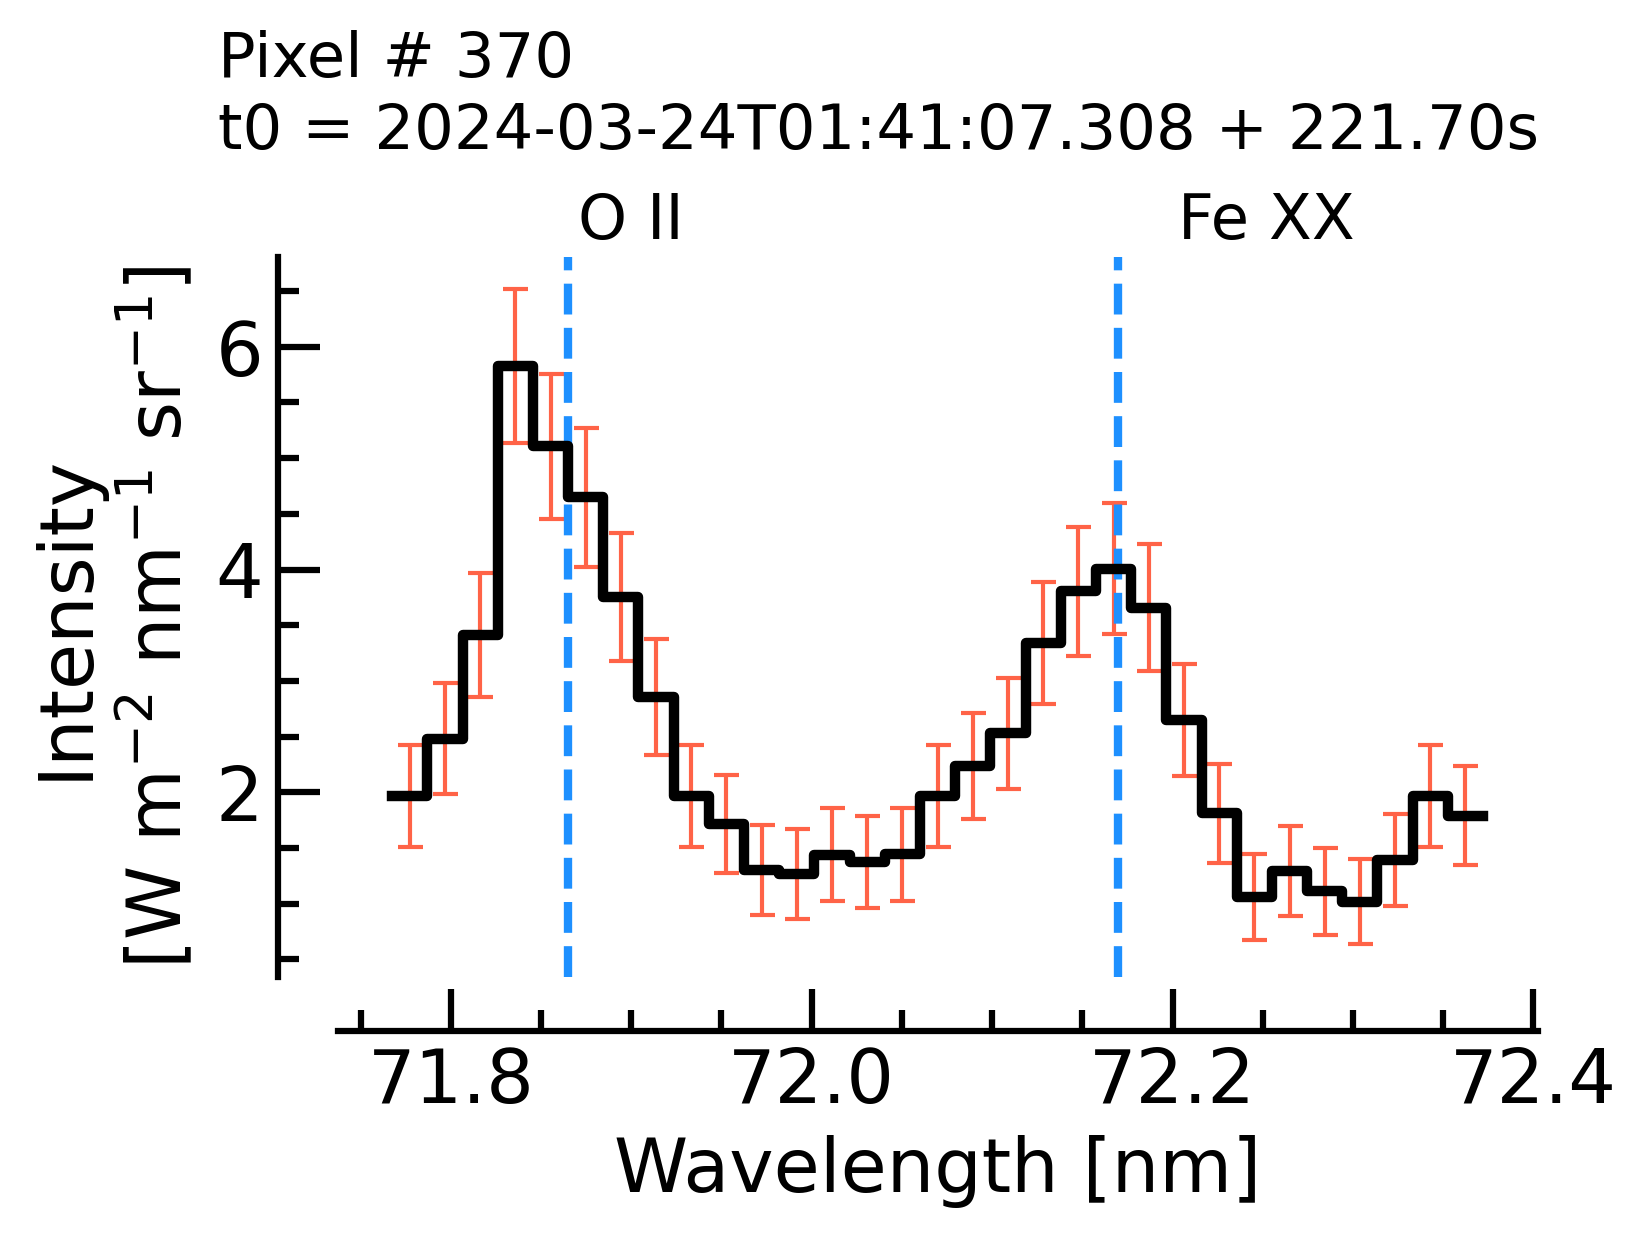 Pixel # 370
t0 = 2024-03-24T01:41:07.308 + 221.70s
O II
Fe XX
Intensity
[W m⁻² nm⁻¹ sr⁻¹]
6
4
2
71.8 72.0 72.2 72.4
Wavelength [nm]